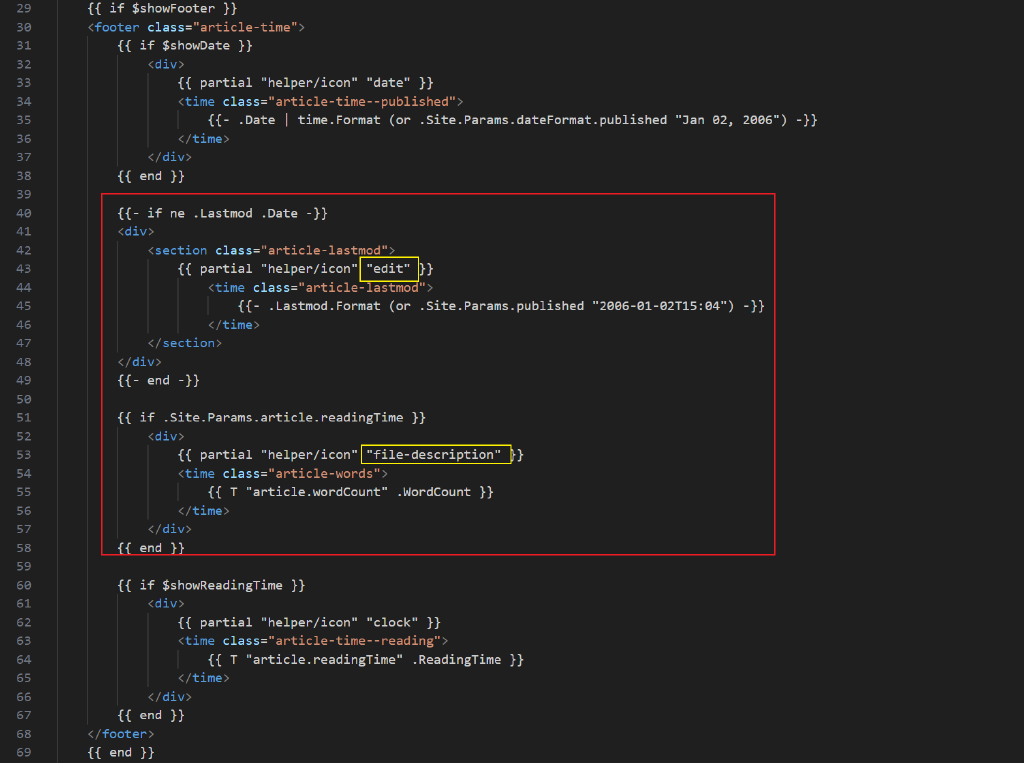 29 {{ if $showFooter }}
30 <footer class="article-time">
31 {{ if $showDate }}
32 <div>
33 {{ partial "helper/icon" "date" }}
34 <time class="article-time--published">
35 {{- .Date | time.Format (or .Site.Params.dateFormat.published "Jan 02, 2006") -}}
36 </time>
37 </div>
38 {{ end }}
39
40 {{- if ne .Lastmod .Date -}}
41 <div>
42 <section class="article-lastmod">
43 {{ partial "helper/icon" "edit" }}
44 <time class="article-lastmod">
45 {{- .Lastmod.Format (or .Site.Params.published "2006-01-02T15:04") -}}
46 </time>
47 </section>
48 </div>
49 {{- end -}}
50
51 {{ if .Site.Params.article.readingTime }}
52 <div>
53 {{ partial "helper/icon" "file-description" }}
54 <time class="article-words">
55 {{ T "article.wordCount" .WordCount }}
56 </time>
57 </div>
58 {{ end }}
59
60 {{ if $showReadingTime }}
61 <div>
62 {{ partial "helper/icon" "clock" }}
63 <time class="article-time--reading">
64 {{ T "article.readingTime" .ReadingTime }}
65 </time>
66 </div>
67 {{ end }}
68 </footer>
69 {{ end }}